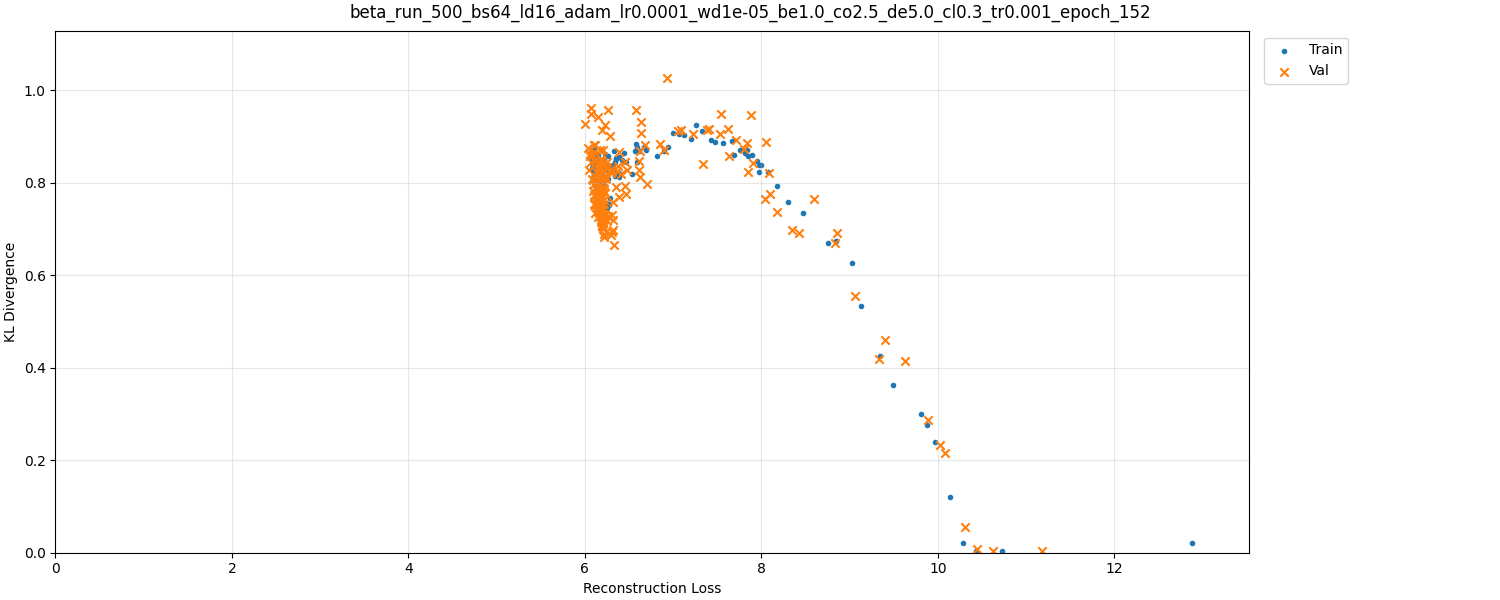 beta_run_500_bs64_ld16_adam_lr0.0001_wd1e-05_be1.0_co2.5_de5.0_cl0.3_tr0.001_epoch_152
Train
Val
KL Divergence
1.0
0.8
0.6
0.4
0.2
0.0
0 2 4 6 8 10 12
Reconstruction Loss